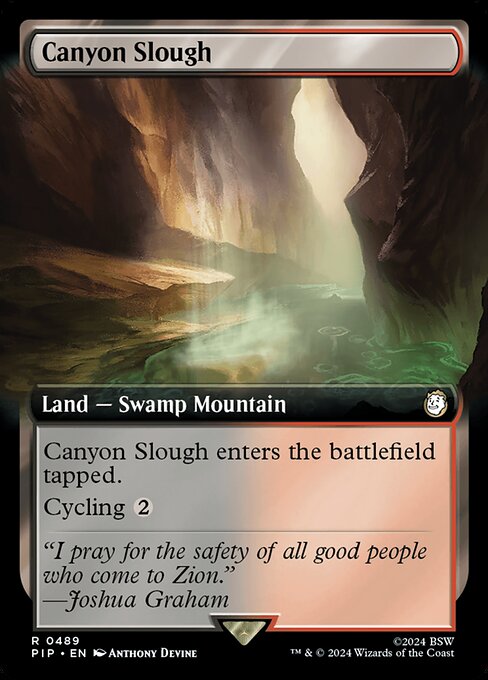 Canyon Slough
Land — Swamp Mountain
Canyon Slough enters the battlefield
tapped.
Cycling 2
“I pray for the safety of all good people
who come to Zion.”
—Joshua Graham
R 0489
PIP • EN Anthony Devine
©2024 BSW
™ & © 2024 Wizards of the Coast